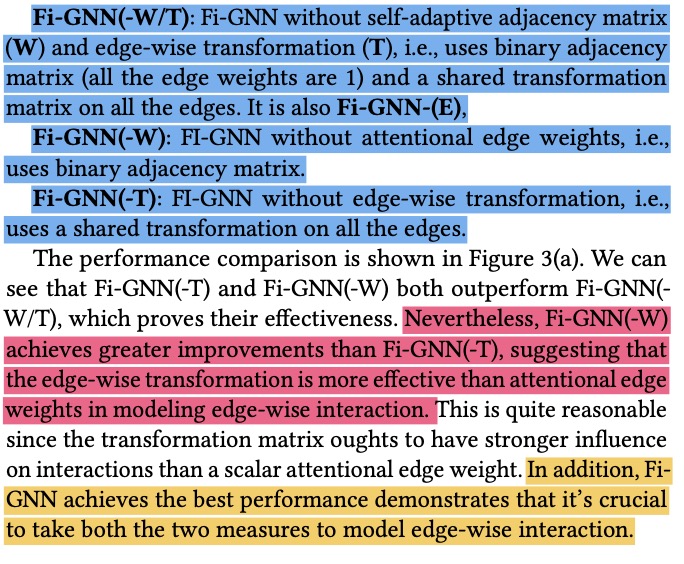 Fi-GNN(-W/T): Fi-GNN without self-adaptive adjacency matrix
(W) and edge-wise transformation (T), i.e., uses binary adjacency
matrix (all the edge weights are 1) and a shared transformation
matrix on all the edges. It is also Fi-GNN-(E),
Fi-GNN(-W): FI-GNN without attentional edge weights, i.e.,
uses binary adjacency matrix.
Fi-GNN(-T): FI-GNN without edge-wise transformation, i.e.,
uses a shared transformation on all the edges.
The performance comparison is shown in Figure 3(a). We can
see that Fi-GNN(-T) and Fi-GNN(-W) both outperform Fi-GNN(-
W/T), which proves their effectiveness. Nevertheless, Fi-GNN(-W)
achieves greater improvements than Fi-GNN(-T), suggesting that
the edge-wise transformation is more effective than attentional edge
weights in modeling edge-wise interaction. This is quite reasonable
since the transformation matrix oughts to have stronger influence
on interactions than a scalar attentional edge weight. In addition, Fi-
GNN achieves the best performance demonstrates that it's crucial
to take both the two measures to model edge-wise interaction.